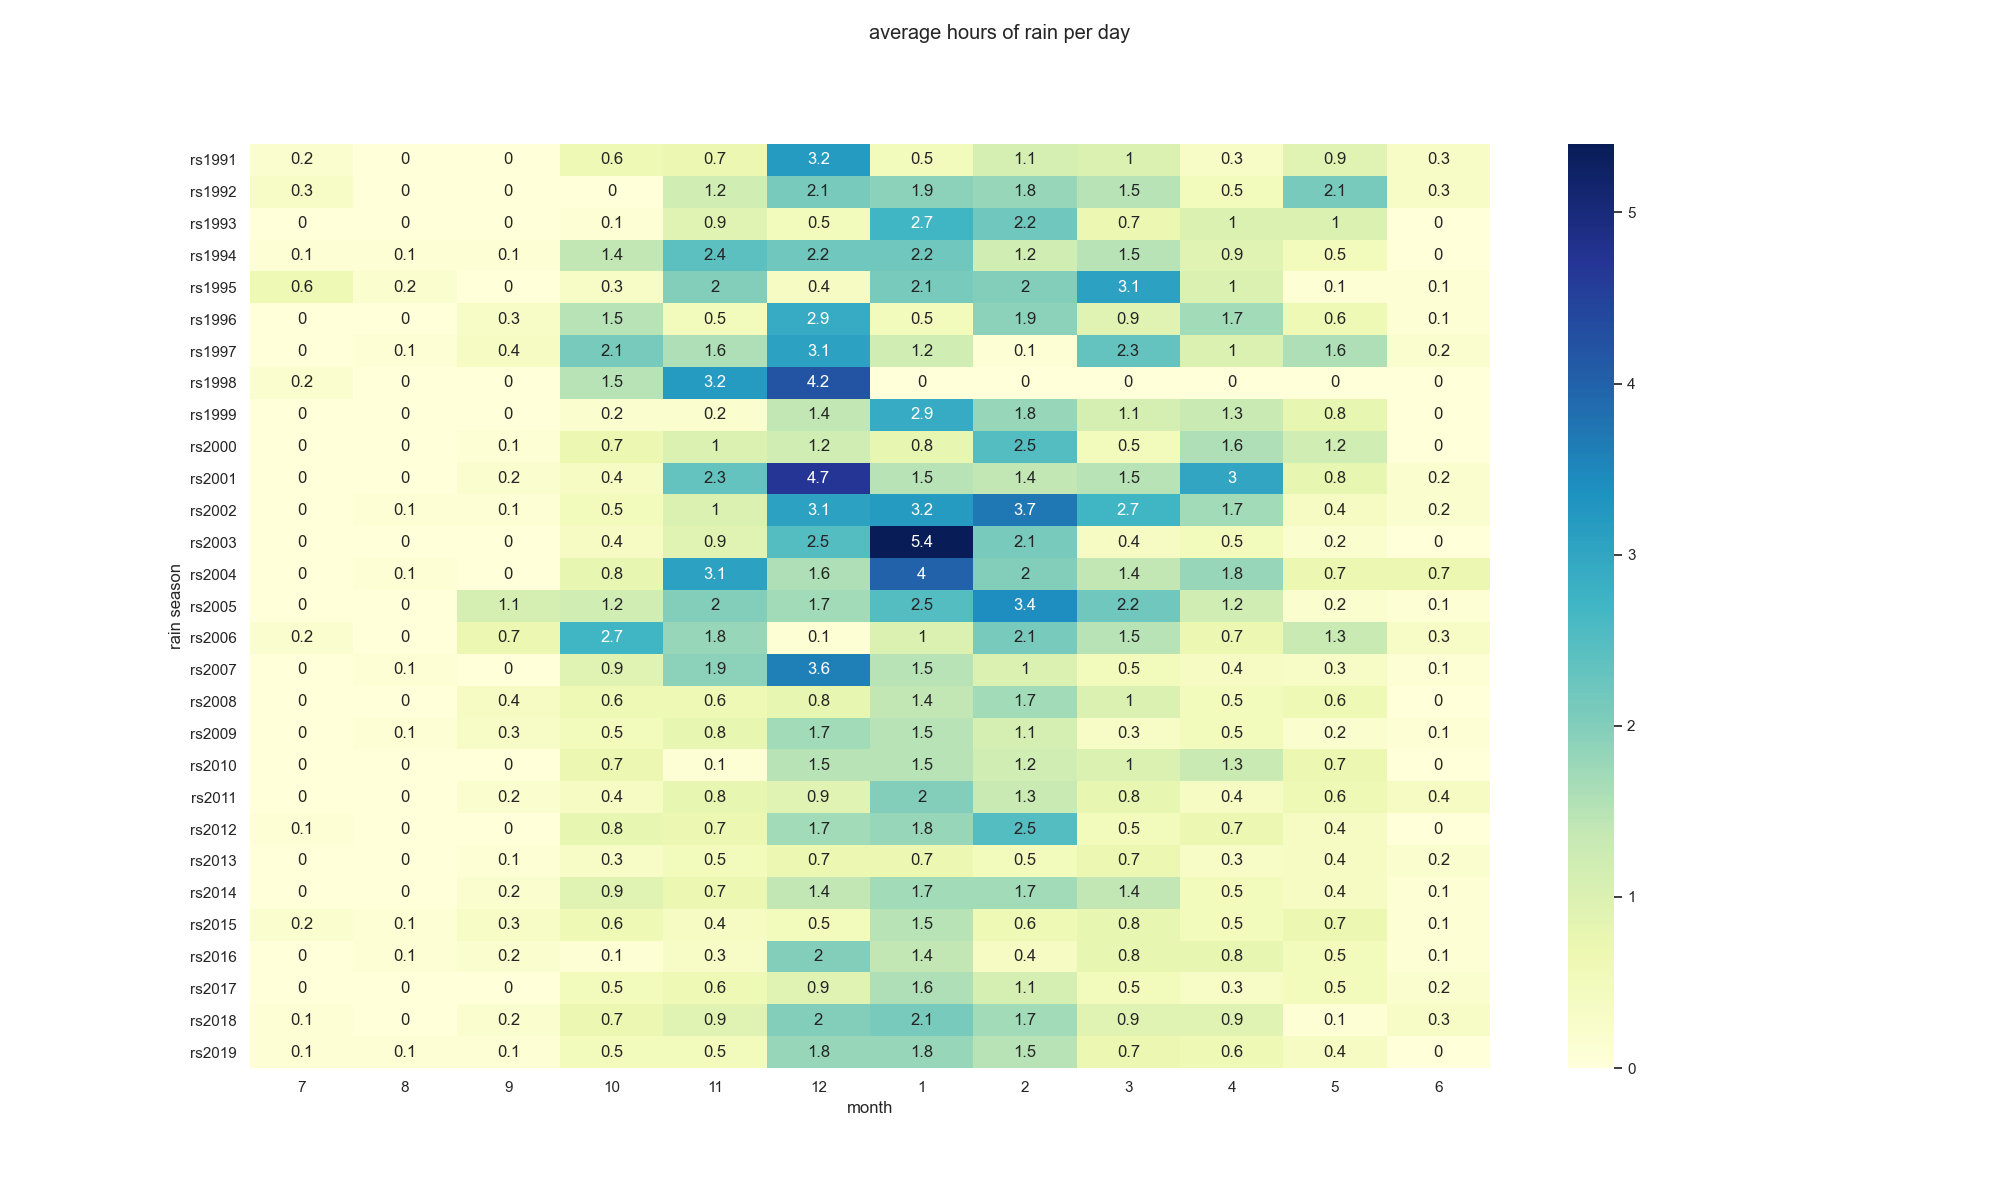 average hours of rain per day
rs1991 0.2 0 0 0.6 0.7 3.2 0.5 1.1 1 0.3 0.9 0.3
rs1992 0.3 0 0 0 1.2 2.1 1.9 1.8 1.5 0.5 2.1 0.3
rs1993 0 0 0 0.1 0.9 0.5 2.7 2.2 0.7 1 1 0
rs1994 0.1 0.1 0.1 1.4 2.4 2.2 2.2 1.2 1.5 0.9 0.5 0
rs1995 0.6 0.2 0 0.3 2 0.4 2.1 2 3.1 1 0.1 0.1
rs1996 0 0 0.3 1.5 0.5 2.9 0.5 1.9 0.9 1.7 0.6 0.1
rs1997 0 0.1 0.4 2.1 1.6 3.1 1.2 0.1 2.3 1 1.6 0.2
rs1998 0.2 0 0 1.5 3.2 4.2 0 0 0 0 0 0
rs1999 0 0 0 0.2 0.2 1.4 2.9 1.8 1.1 1.3 0.8 0
rs2000 0 0 0.1 0.7 1 1.2 0.8 2.5 0.5 1.6 1.2 0
rs2001 0 0 0.2 0.4 2.3 4.7 1.5 1.4 1.5 3 0.8 0.2
rs2002 0 0.1 0.1 0.5 1 3.1 3.2 3.7 2.7 1.7 0.4 0.2
rs2003 0 0 0 0.4 0.9 2.5 5.4 2.1 0.4 0.5 0.2 0
rs2004 0 0.1 0 0.8 3.1 1.6 4 2 1.4 1.8 0.7 0.7
rs2005 0 0 1.1 1.2 2 1.7 2.5 3.4 2.2 1.2 0.2 0.1
rs2006 0.2 0 0.7 2.7 1.8 0.1 1 2.1 1.5 0.7 1.3 0.3
rs2007 0 0.1 0 0.9 1.9 3.6 1.5 1 0.5 0.4 0.3 0.1
rs2008 0 0 0.4 0.6 0.6 0.8 1.4 1.7 1 0.5 0.6 0
rs2009 0 0.1 0.3 0.5 0.8 1.7 1.5 1.1 0.3 0.5 0.2 0.1
rs2010 0 0 0 0.7 0.1 1.5 1.5 1.2 1 1.3 0.7 0
rs2011 0 0 0.2 0.4 0.8 0.9 2 1.3 0.8 0.4 0.6 0.4
rs2012 0.1 0 0 0.8 0.7 1.7 1.8 2.5 0.5 0.7 0.4 0
rs2013 0 0 0.1 0.3 0.5 0.7 0.7 0.5 0.7 0.3 0.4 0.2
rs2014 0 0 0.2 0.9 0.7 1.4 1.7 1.7 1.4 0.5 0.4 0.1
rs2015 0.2 0.1 0.3 0.6 0.4 0.5 1.5 0.6 0.8 0.5 0.7 0.1
rs2016 0 0.1 0.2 0.1 0.3 2 1.4 0.4 0.8 0.8 0.5 0.1
rs2017 0 0 0 0.5 0.6 0.9 1.6 1.1 0.5 0.3 0.5 0.2
rs2018 0.1 0 0.2 0.7 0.9 2 2.1 1.7 0.9 0.9 0.1 0.3
rs2019 0.1 0.1 0.1 0.5 0.5 1.8 1.8 1.5 0.7 0.6 0.4 0
7 8 9 10 11 12 1 2 3 4 5 6
month
rain season
5
4
3
2
1
0